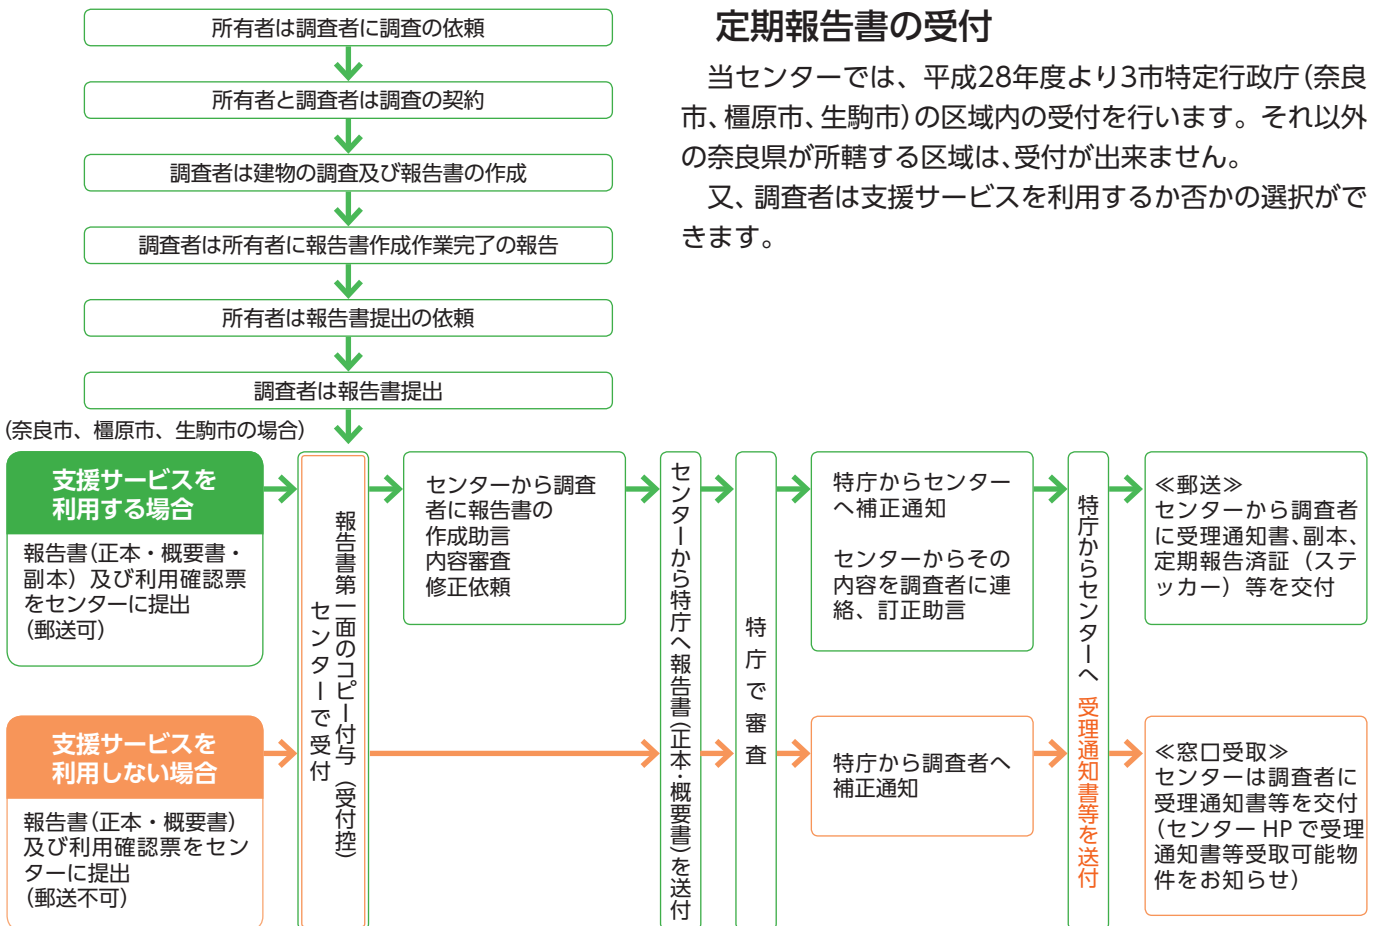 所有者は調査者に調査の依頼
所有者と調査者は調査の契約
調査者は建物の調査及び報告書の作成
調査者は所有者に報告書作成作業完了の報告
所有者は報告書提出の依頼
調査者は報告書提出
定期報告書の受付
当センターでは、平成28年度より3市特定行政庁(奈良
市、橿原市、生駒市)の区域内の受付を行います。それ以外
の奈良県が所轄する区域は、受付が出来ません。
又、調査者は支援サービスを利用するか否かの選択がで
きます。
(奈良市、橿原市、生駒市の場合)
支援サービスを
利用する場合
報告書(正本・概要書・
副本)及び利用確認票
をセンターに提出
(郵送可)
支援サービスを
利用しない場合
報告書(正本・概要書)
及び利用確認票をセン
ターに提出
(郵送不可)
報告書第一面のコピー付与(受付控)
センターで受付
センターから調査
者に報告書の
作成助言
内容審査
修正依頼
センターから特庁へ報告書(正本・概要書)を送付
特庁で審査
特庁からセンター
へ補正通知
センターからその
内容を調査者に連
絡、訂正助言
特庁から調査者へ
補正通知
特庁からセンターへ 受理通知書等を送付
≪郵送≫
センターから調査者
に受理通知書、副本、
定期報告済証(ステ
ッカー)等を交付
≪窓口受取≫
センターは調査者に
受理通知書等を交付
(センター HP で受理
通知書等受取可能物
件をお知らせ)